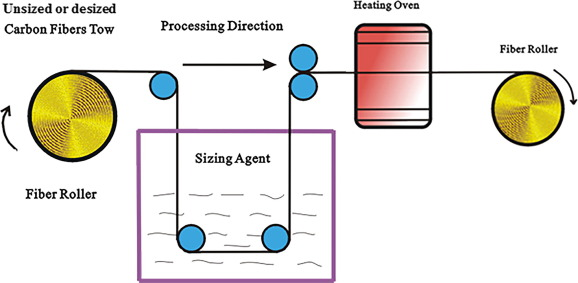 Unsized or desized
Carbon Fibers Tow
Processing Direction
Heating Oven
Fiber Roller
Sizing Agent
Fiber Roller